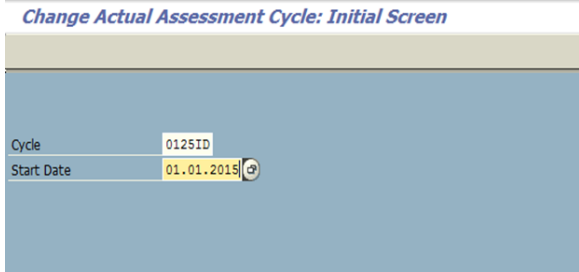 Change Actual Assessment Cycle: Initial Screen
Cycle 0125ID
Start Date 01.01.2015